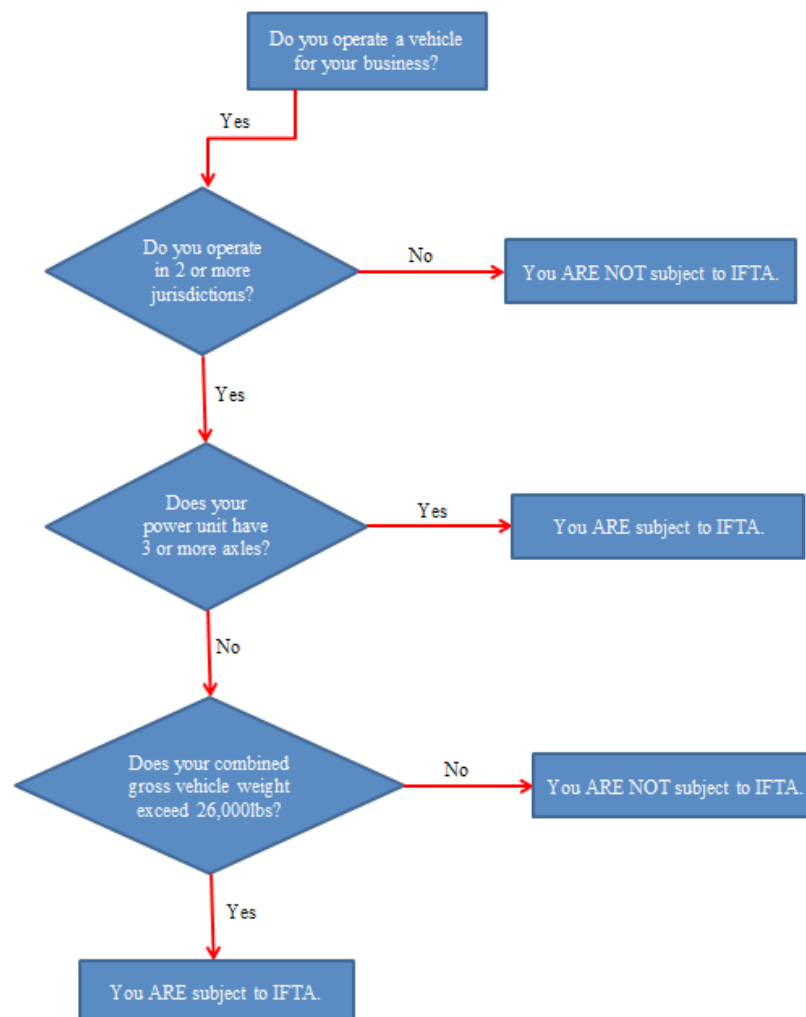 Do you operate a vehicle
for your business?
Yes
Do you operate
in 2 or more
jurisdictions?
No
You ARE NOT subject to IFTA.
Yes
Does your
power unit have
3 or more axles?
Yes
You ARE subject to IFTA.
No
Does your combined
gross vehicle weight
exceed 26,000lbs?
No
You ARE NOT subject to IFTA.
Yes
You ARE subject to IFTA.